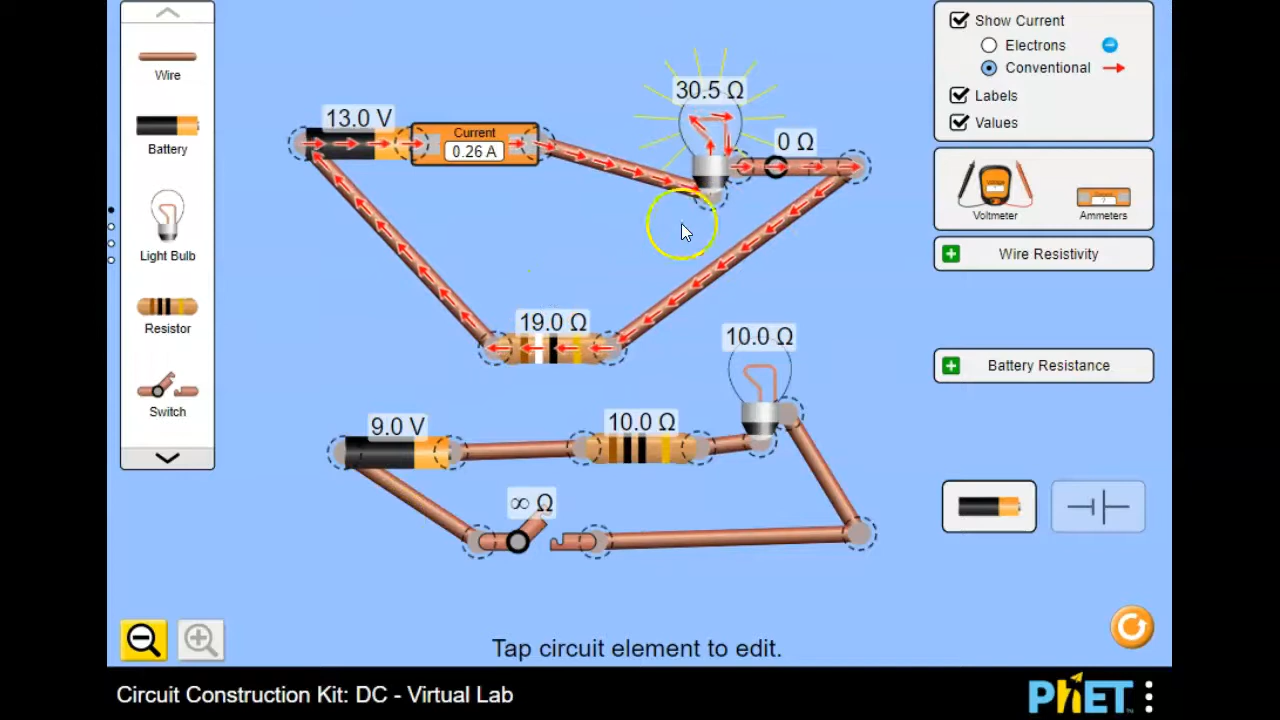 Wire
Battery
Light Bulb
Resistor
Switch
13.0 V
Current
0.26 A
30.5 Ω
0 Ω
19.0 Ω
10.0 Ω
9.0 V
10.0 Ω
∞ Ω
Show Current
Electrons
Conventional
Labels
Values
Voltmeter
Ammeters
Wire Resistivity
Battery Resistance
Tap circuit element to edit.
Circuit Construction Kit: DC - Virtual Lab
PhET